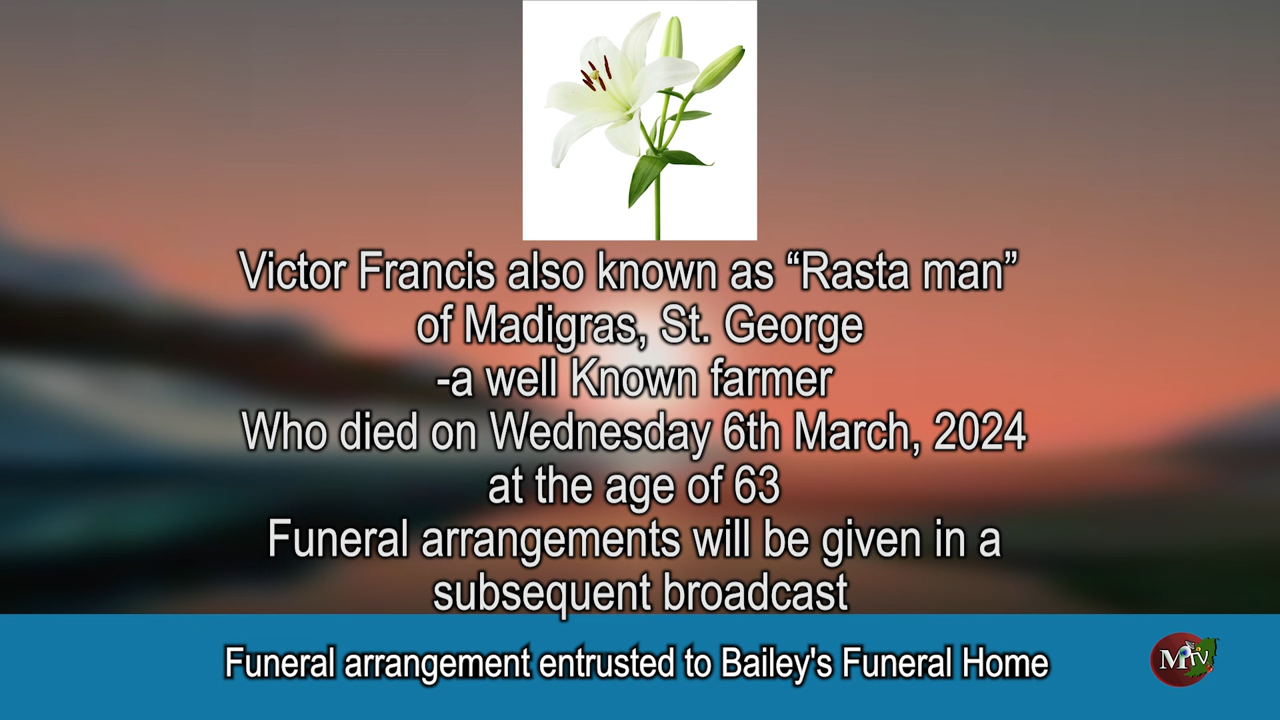 Victor Francis also known as “Rasta man”
of Madigras, St. George
-a well Known farmer
Who died on Wednesday 6th March, 2024
at the age of 63
Funeral arrangements will be given in a
subsequent broadcast
Funeral arrangement entrusted to Bailey's Funeral Home
MTV